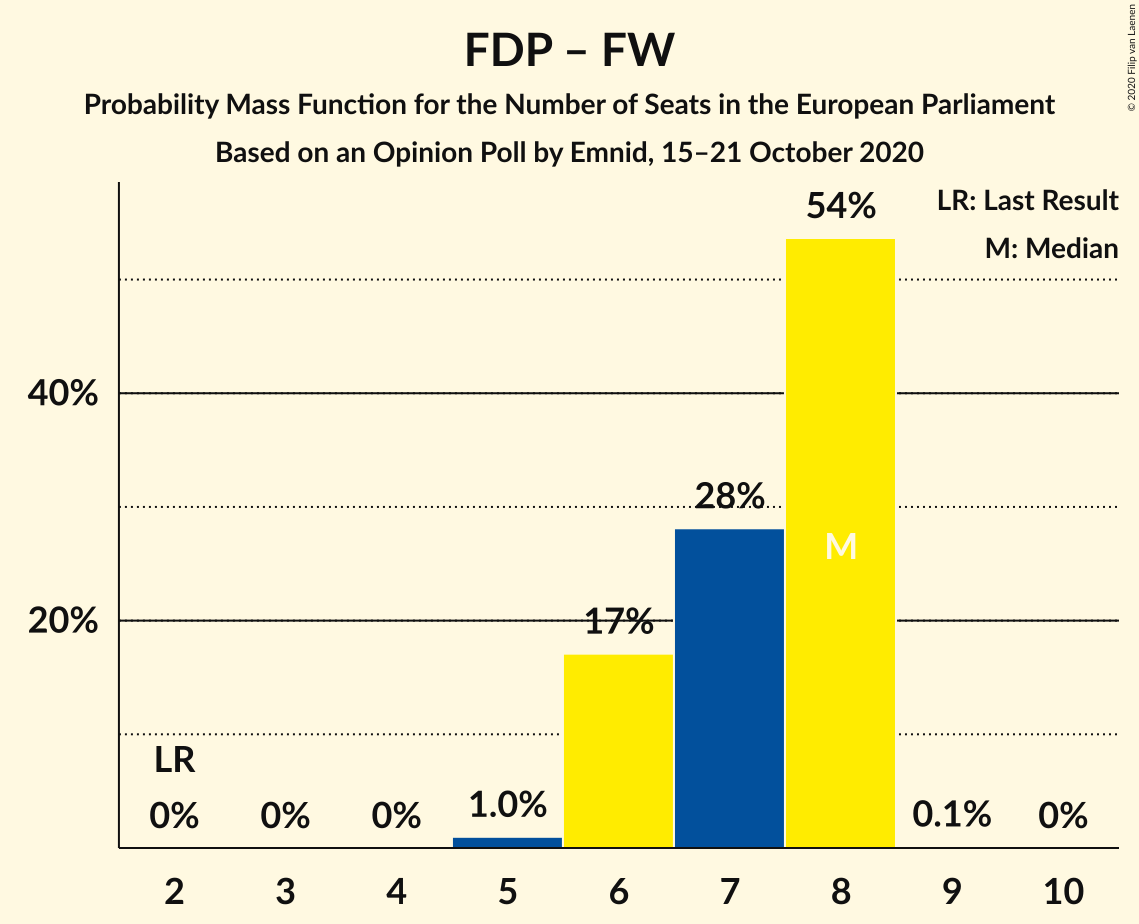 FDP – FW
Probability Mass Function for the Number of Seats in the European Parliament
Based on an Opinion Poll by Emnid, 15–21 October 2020
© 2020 Filip van Laenen
LR: Last Result
M: Median
54%
40%
28%
M
20%
17%
LR
0%
0%
0%
1.0%
0.1%
0%
2
3
4
5
6
7
8
9
10